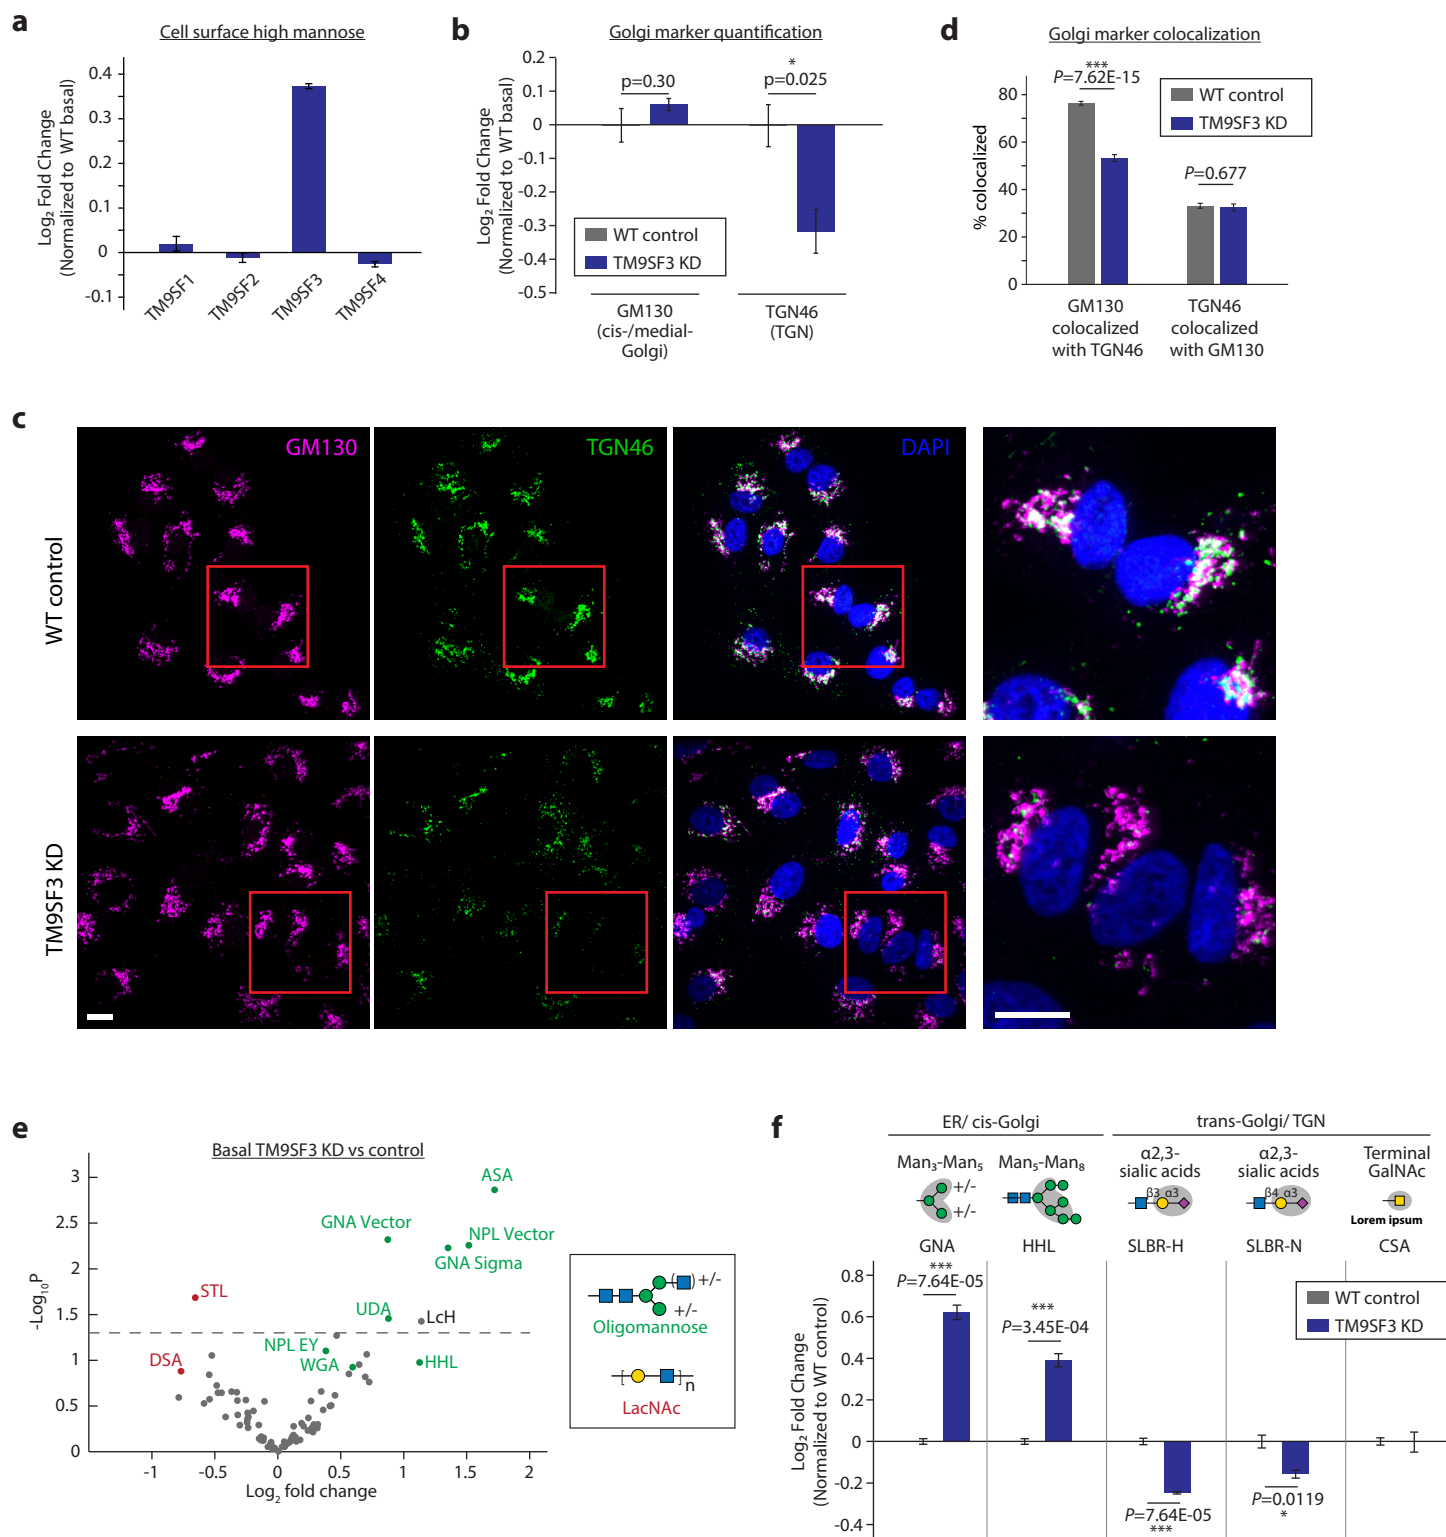 a
Cell surface high mannose
Log2 Fold Change
(Normalized to WT basal)
0.4
0.3
0.2
0.1
0
-0.1
TM9SF1
TM9SF2
TM9SF3
TM9SF4
b
Golgi marker quantification
Log2 Fold Change
(Normalized to WT basal)
0.2
0.1
0
-0.1
-0.2
-0.3
-0.4
-0.5
p=0.30
*
p=0.025
WT control
TM9SF3 KD
GM130
(cis-/medial-
Golgi)
TGN46
(TGN)
d
Golgi marker colocalization
% colocalized
80
60
40
20
0
***
P=7.62E-15
P=0.677
WT control
TM9SF3 KD
GM130
colocalized
with TGN46
TGN46
colocalized
with GM130
c
GM130
TGN46
DAPI
WT control
TM9SF3 KD
e
Basal TM9SF3 KD vs control
-Log10P
3
2.5
2
1.5
1
0.5
0
-1
-0.5
0
0.5
1
1.5
2
Log2 fold change
ASA
GNA Vector
NPL Vector
GNA Sigma
STL
UDA
LcH
NPL EY
WGA
HHL
DSA
( )
+/-
+/-
Oligomannose
[ ]n
LacNAc
f
ER/ cis-Golgi
trans-Golgi/ TGN
Man3-Man5
+/-
+/-
GNA
Man5-Man8
HHL
α2,3-
sialic acids
β3 α3
SLBR-H
α2,3-
sialic acids
β4 α3
SLBR-N
Terminal
GalNAc
Lorem ipsum
CSA
Log2 Fold Change
(Normalized to WT control)
0.8
0.6
0.4
0.2
0
-0.2
-0.4
***
P=7.64E-05
***
P=3.45E-04
P=7.64E-05
***
P=0.0119
*
WT control
TM9SF3 KD